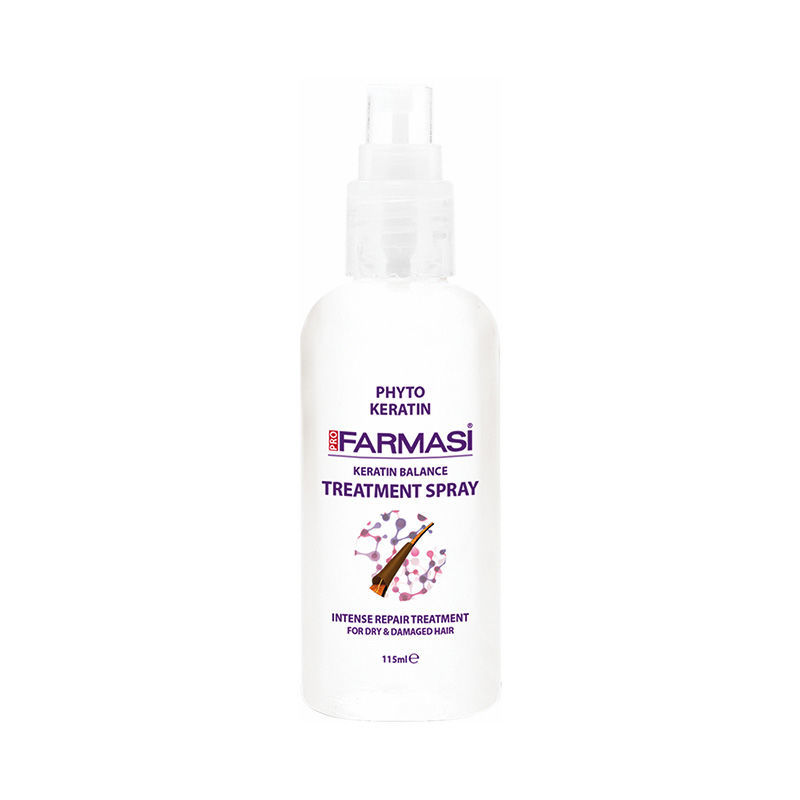 PHYTO
KERATIN
PRO FARMASi®
KERATIN BALANCE
TREATMENT SPRAY
INTENSE REPAIR TREATMENT
FOR DRY & DAMAGED HAIR
115ml ℮